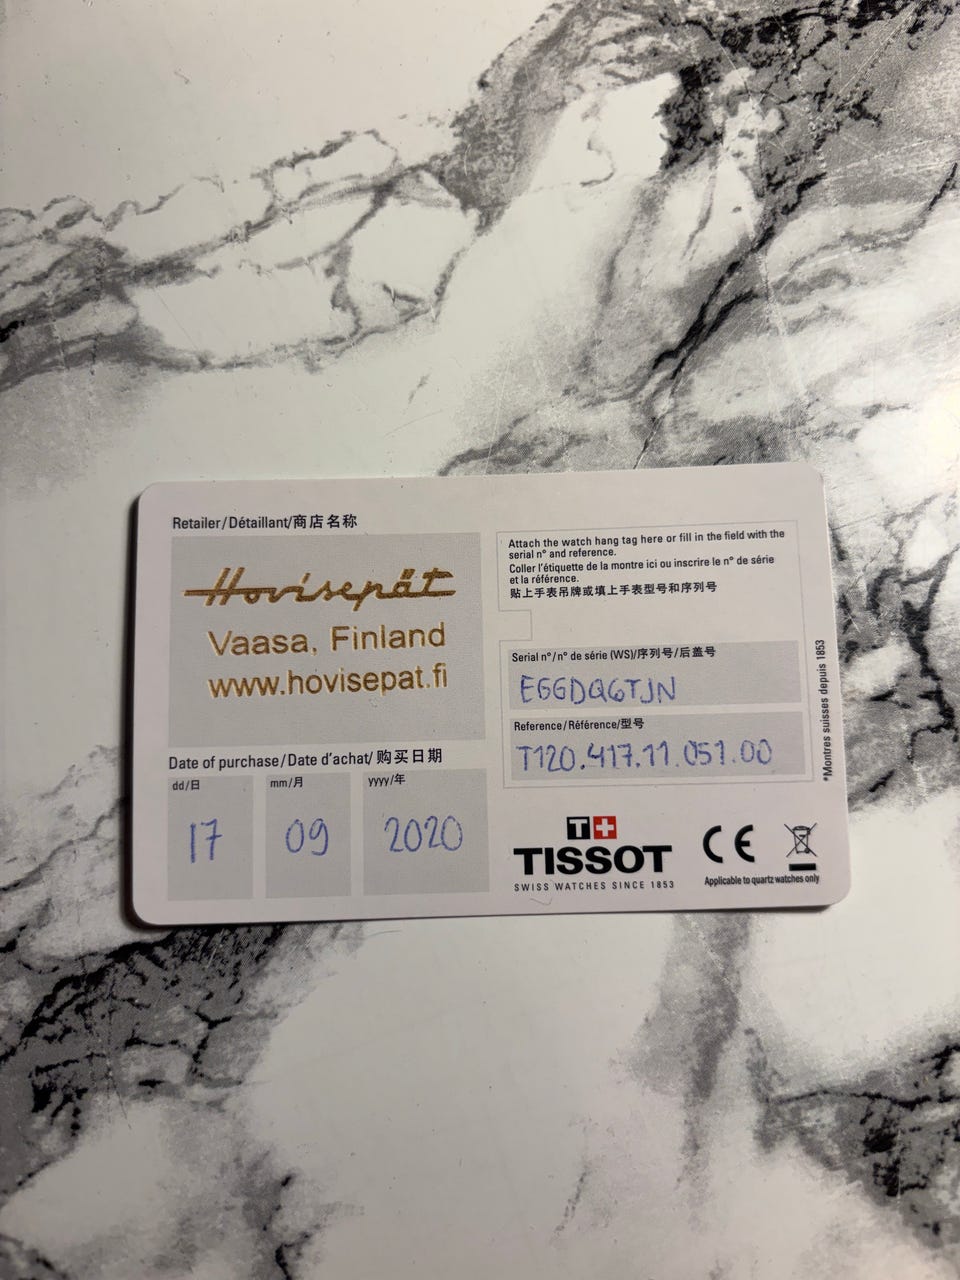 Retailer/Détaillant/商店名称
Hovisepät
Vaasa, Finland
www.hovisepat.fi
Date of purchase/Date d'achat/购买日期
dd/日
mm/月
yyyy/年
17
09
2020
Attach the watch hang tag here or fill in the field with the
serial n° and reference.
Coller l'étiquette de la montre ici ou inscrire le n° de série
et la référence.
贴上手表吊牌或填上手表型号和序列号
Serial n°/n° de série (WS)/序列号/后盖号
EGGDQGTJN
Reference/Référence/型号
T120.417.11.051.00
T+
TISSOT
SWISS WATCHES SINCE 1853
CE
Applicable to quartz watches only
*Montres suisses depuis 1853